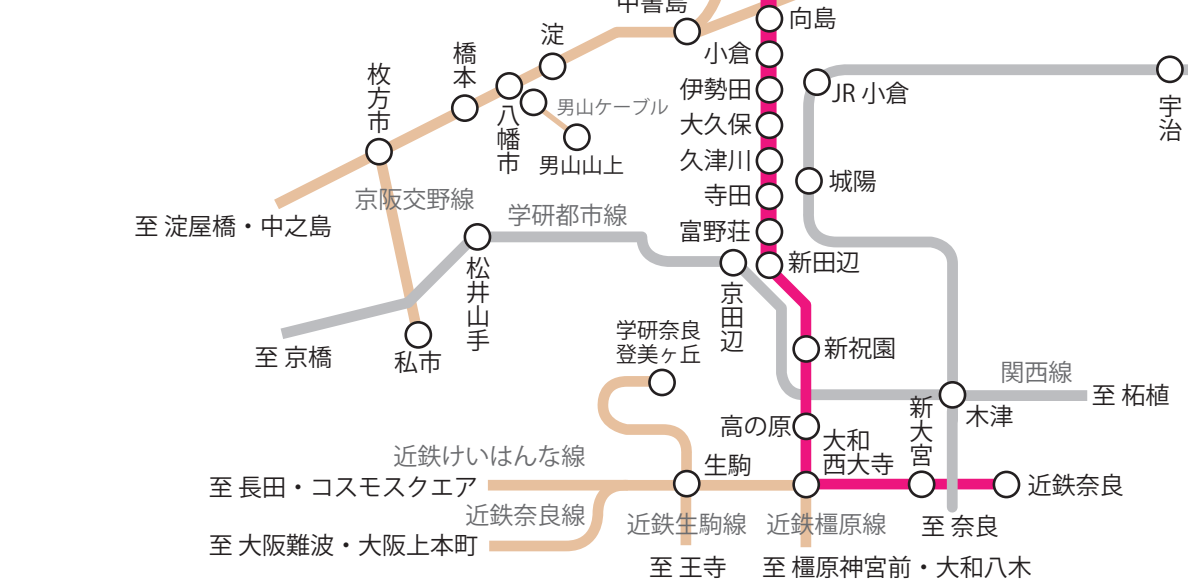 中書島
向島
淀
小倉
橋本
枚方市
伊勢田
JR 小倉
宇治
八幡市
男山ケーブル
大久保
男山山上
久津川
城陽
京阪交野線
寺田
至 淀屋橋・中之島
学研都市線
富野荘
新田辺
松井山手
京田辺
至 京橋
私市
学研奈良
登美ヶ丘
新祝園
関西線
至 柘植
新大宮
木津
高の原
大和
西大寺
近鉄けいはんな線
生駒
至 長田・コスモスクエア
近鉄奈良
近鉄奈良線
近鉄生駒線
近鉄橿原線
至 奈良
至 大阪難波・大阪上本町
至 王寺
至 橿原神宮前・大和八木